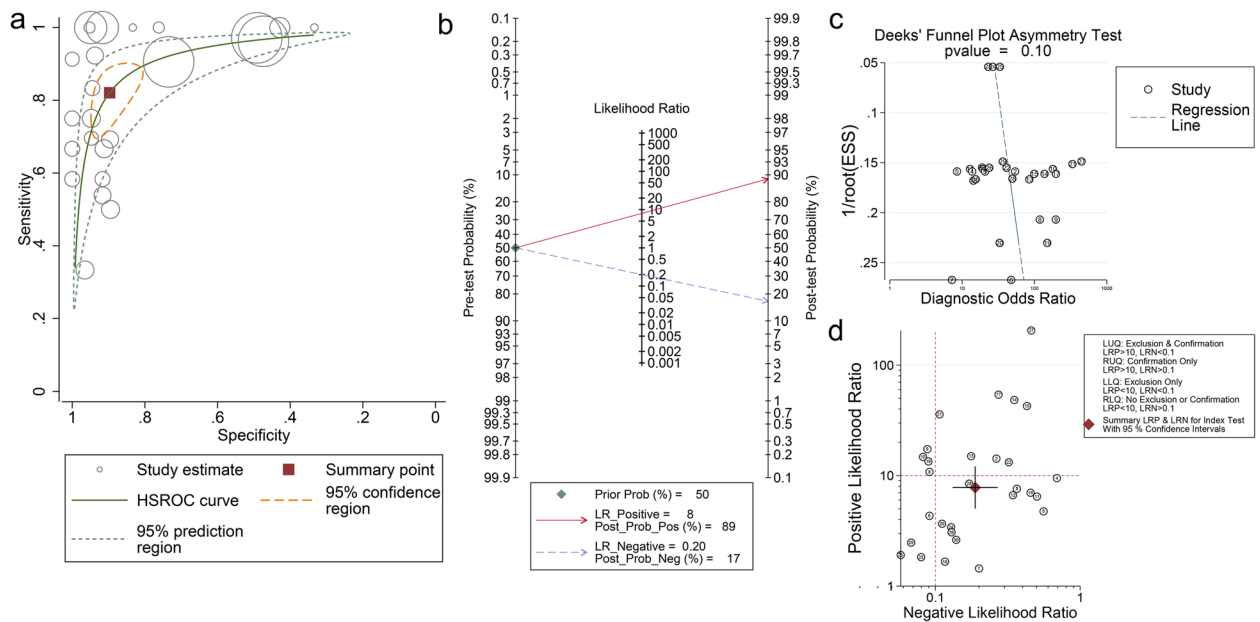 a
Sensitivity
1
.8
.6
.4
.2
0
1
.8
.6
.4
.2
0
Specificity
Study estimate
Summary point
HSROC curve
95% confidence
region
95% prediction
region
b
Pre-test Probability (%)
0.1
0.2
0.3
0.5
0.7
1
2
3
5
7
10
20
30
40
50
60
70
80
90
93
95
97
98
99
99.3
99.5
99.7
99.8
99.9
Likelihood Ratio
1000
500
200
100
50
20
10
5
2
1
0.5
0.2
0.1
0.05
0.02
0.01
0.005
0.002
0.001
99.9
99.8
99.7
99.5
99.3
99
98
97
95
93
90
80
70
60
50
40
30
20
10
7
5
3
2
1
0.7
0.5
0.3
0.2
0.1
Post-test Probability (%)
Prior Prob (%) = 50
LR_Positive = 8
Post_Prob_Pos (%) = 89
LR_Negative = 0.20
Post_Prob_Neg (%) = 17
c
Deeks' Funnel Plot Asymmetry Test
pvalue = 0.10
1/root(ESS)
.05
.1
.15
.2
.25
1
10
100
1000
Diagnostic Odds Ratio
Study
Regression
Line
d
Positive Likelihood Ratio
100
10
1
0.1
1
Negative Likelihood Ratio
LUQ: Exclusion & Confirmation
LRP>10, LRN<0.1
RUQ: Confirmation Only
LRP>10, LRN>0.1
LLQ: Exclusion Only
LRP<10, LRN<0.1
RLQ: No Exclusion or Confirmation
LRP<10, LRN>0.1
Summary LRP & LRN for Index Test
With 95 % Confidence Intervals